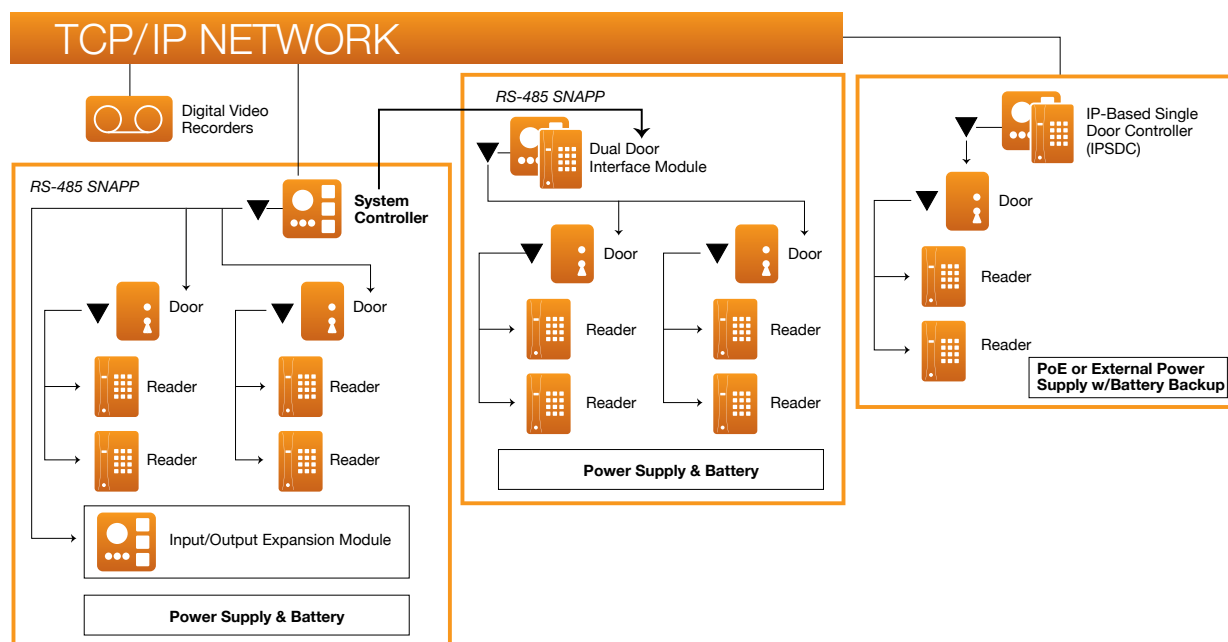 TCP/IP NETWORK
Digital Video
Recorders
RS-485 SNAPP
System
Controller
Door
Door
Reader
Reader
Reader
Reader
Input/Output Expansion Module
Power Supply & Battery
RS-485 SNAPP
Dual Door
Interface Module
Door
Door
Reader
Reader
Reader
Reader
Power Supply & Battery
IP-Based Single
Door Controller
(IPSDC)
Door
Reader
Reader
PoE or External Power
Supply w/Battery Backup